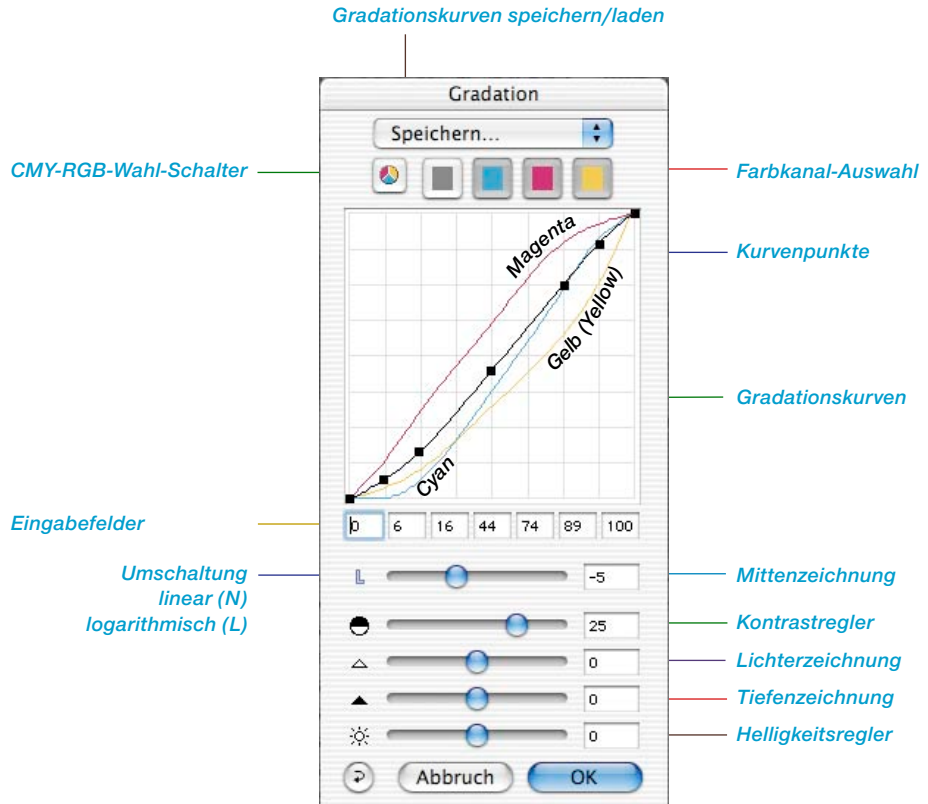 Gradationskurven speichern/laden
Gradation
Speichern...
CMY-RGB-Wahl-Schalter
Farbkanal-Auswahl
Magenta
Kurvenpunkte
Gelb (Yellow)
Gradationskurven
Cyan
Eingabefelder
0 6 16 44 74 89 100
Umschaltung
linear (N)
logarithmisch (L)
L
-5
Mittenzeichnung
25
Kontrastregler
0
Lichterzeichnung
0
Tiefenzeichnung
0
Helligkeitsregler
Abbruch
OK